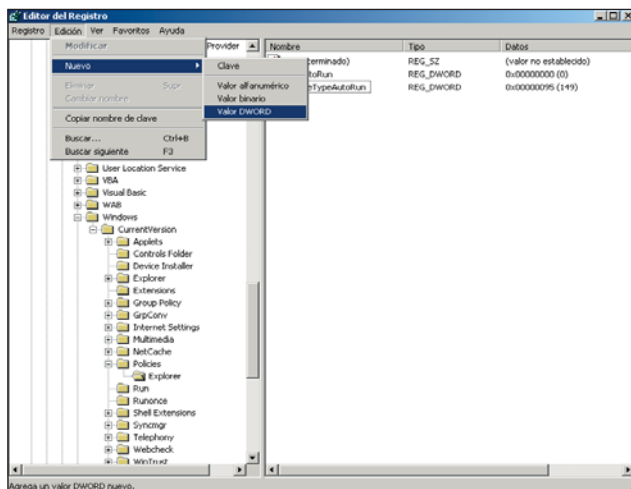 Editor del Registro
Registro Edición Ver Favoritos Ayuda
Modificar
Nuevo
Eliminar Supr
Cambiar nombre
Copiar nombre de clave
Buscar... Ctrl+B
Buscar siguiente F3
Clave
Valor alfanumérico
Valor binario
Valor DWORD
Provider
User Location Service
VBA
Visual Basic
WAB
Windows
CurrentVersion
Applets
Controls Folder
Device Installer
Explorer
Extensions
Group Policy
GrpConv
Internet Settings
Multimedia
NetCache
Policies
Explorer
Run
Runonce
Shell Extensions
Syncmgr
Telephony
Webcheck
WinTrust
Nombre Tipo Datos
terminado) REG_SZ (valor no establecido)
toRun REG_DWORD 0x00000000 (0)
eTypeAutoRun REG_DWORD 0x00000095 (149)
Agrega un valor DWORD nuevo.